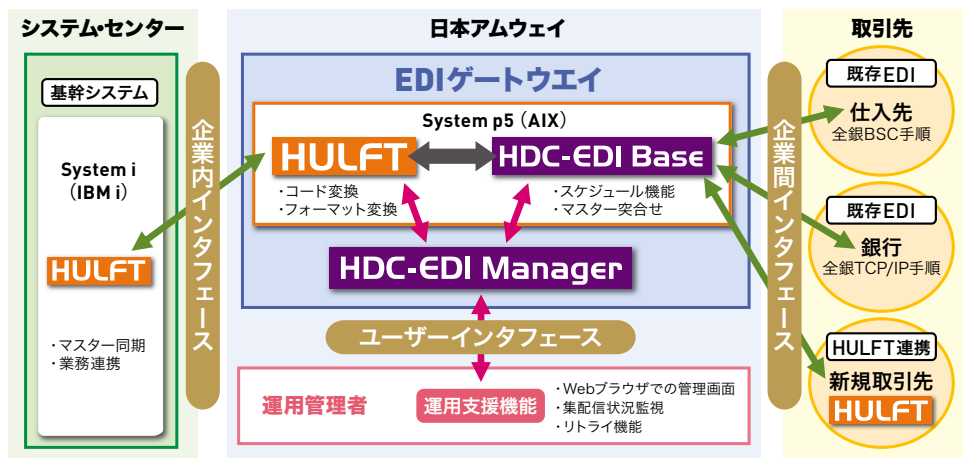 システム・センター
基幹システム
System i
（IBM i）
HULFT
・マスター同期
・業務連携
企業内インタフェース
日本アムウェイ
EDIゲートウエイ
System p5（AIX）
HULFT
・コード変換
・フォーマット変換
HDC-EDI Base
・スケジュール機能
・マスター突合せ
HDC-EDI Manager
ユーザーインタフェース
運用管理者
運用支援機能
・Webブラウザでの管理画面
・集配信状況監視
・リトライ機能
企業間インタフェース
取引先
既存EDI
仕入先
全銀BSC手順
既存EDI
銀行
全銀TCP/IP手順
HULFT連携
新規取引先
HULFT